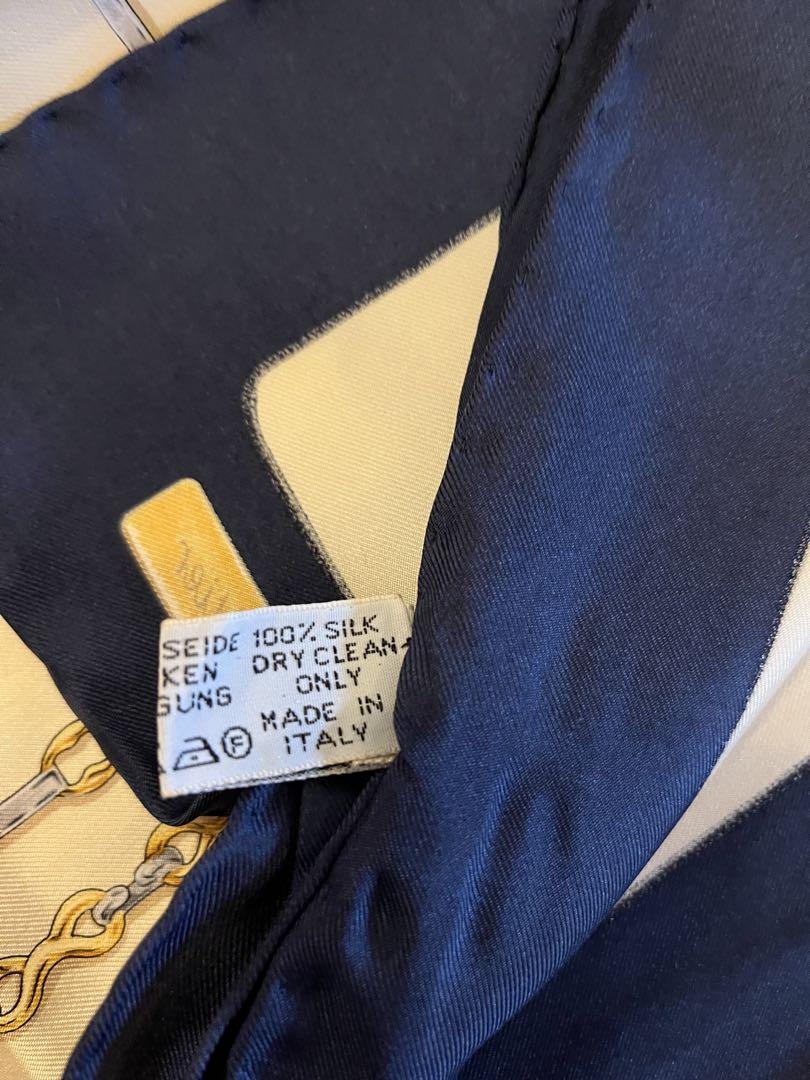 SEIDE 100% SILK
KEN DRY CLEAN
GUNG ONLY
MADE IN
F ITALY